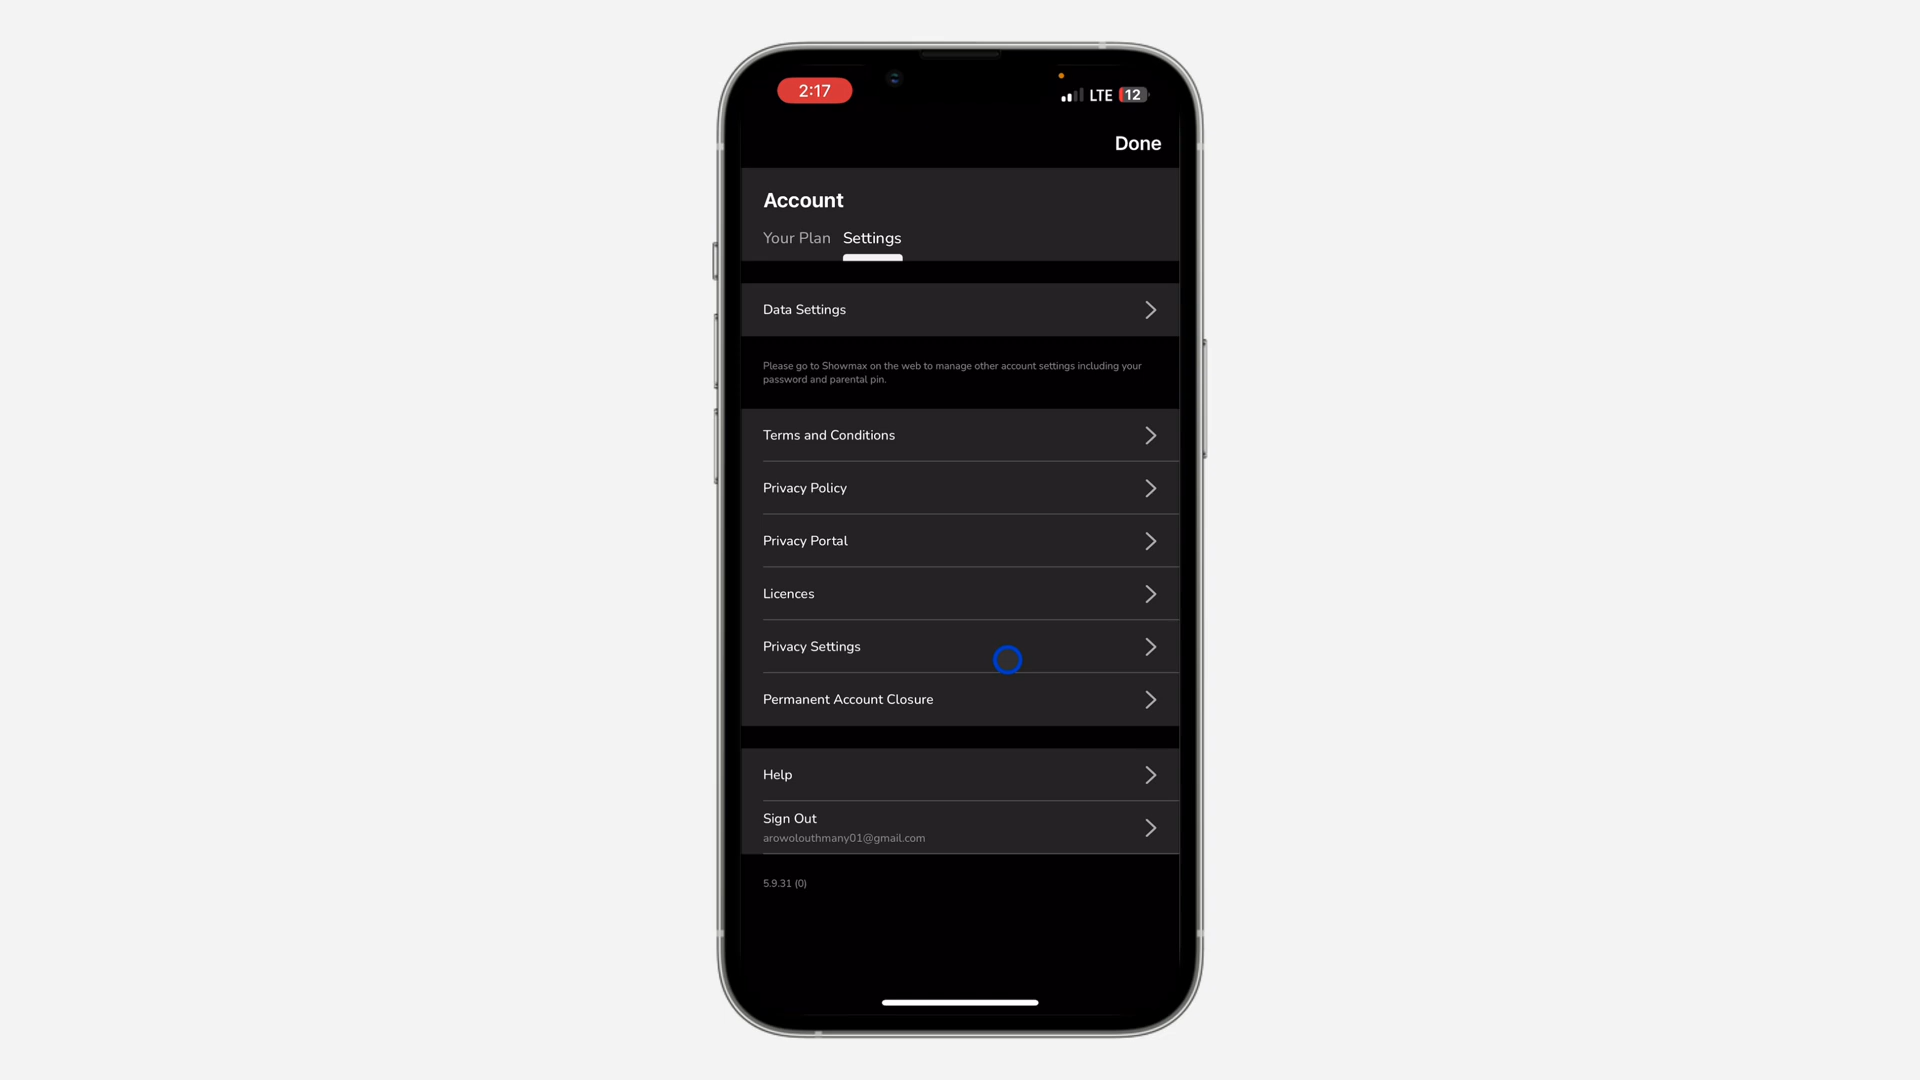 2:17
LTE 12
Done
Account
Your Plan Settings
Data Settings
Please go to Showmax on the web to manage other account settings including your
password and parental pin.
Terms and Conditions
Privacy Policy
Privacy Portal
Licences
Privacy Settings
Permanent Account Closure
Help
Sign Out
arowolouthmany01@gmail.com
5.9.31 (0)